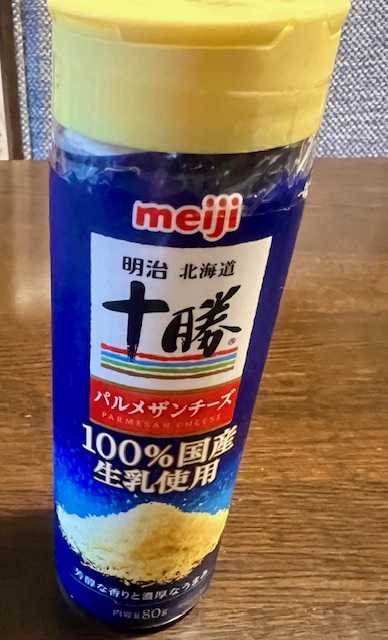 meiji
明治 北海道
十勝®
パルメザンチーズ
PARMESAN CHEESE
100%国産
生乳使用
芳醇な香りと濃厚なうまみ
内容量80g